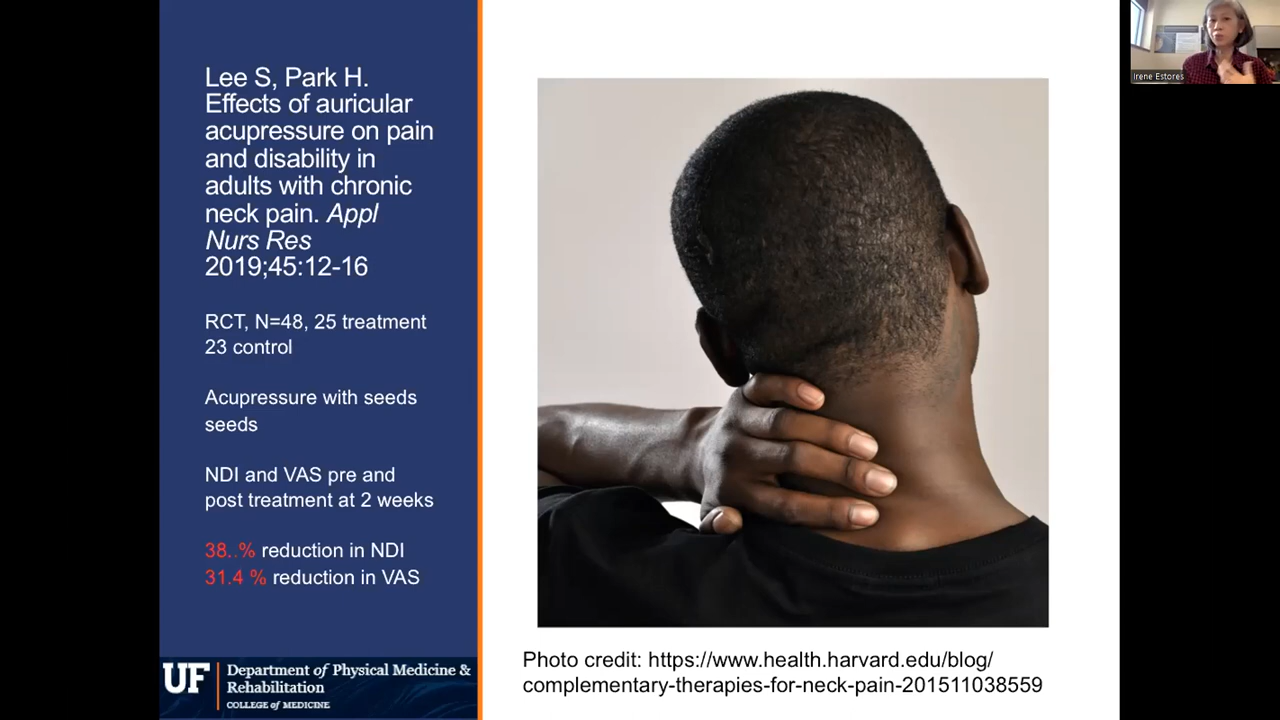 Lee S, Park H.
Effects of auricular
acupressure on pain
and disability in
adults with chronic
neck pain. Appl
Nurs Res
2019;45:12-16
RCT, N=48, 25 treatment
23 control
Acupressure with seeds
seeds
NDI and VAS pre and
post treatment at 2 weeks
38..% reduction in NDI
31.4 % reduction in VAS
UF
Department of Physical Medicine &
Rehabilitation
COLLEGE of MEDICINE
Photo credit: https://www.health.harvard.edu/blog/
complementary-therapies-for-neck-pain-201511038559
Irene Estores